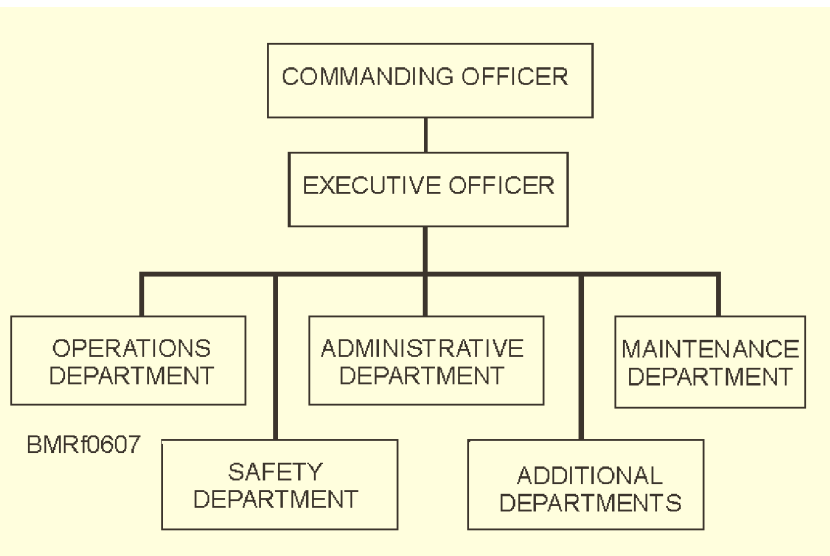 COMMANDING OFFICER
EXECUTIVE OFFICER
OPERATIONS
DEPARTMENT
ADMINISTRATIVE
DEPARTMENT
MAINTENANCE
DEPARTMENT
BMRf0607
SAFETY
DEPARTMENT
ADDITIONAL
DEPARTMENTS